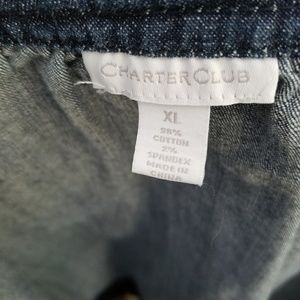 CHARTER CLUB
XL
98%
COTTON
2%
SPANDEX
MADE IN
CHINA